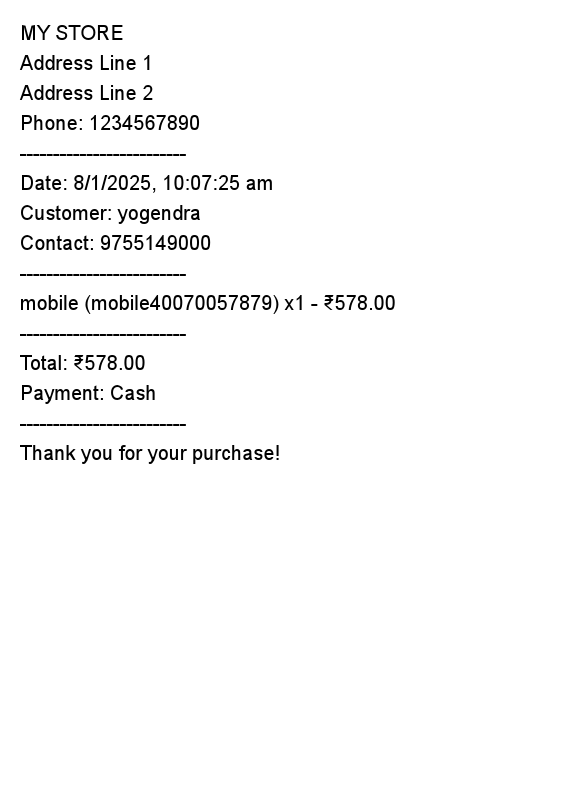 MY STORE
Address Line 1
Address Line 2
Phone: 1234567890
-------------------------
Date: 8/1/2025, 10:07:25 am
Customer: yogendra
Contact: 9755149000
-------------------------
mobile (mobile40070057879) x1 - ₹578.00
-------------------------
Total: ₹578.00
Payment: Cash
-------------------------
Thank you for your purchase!